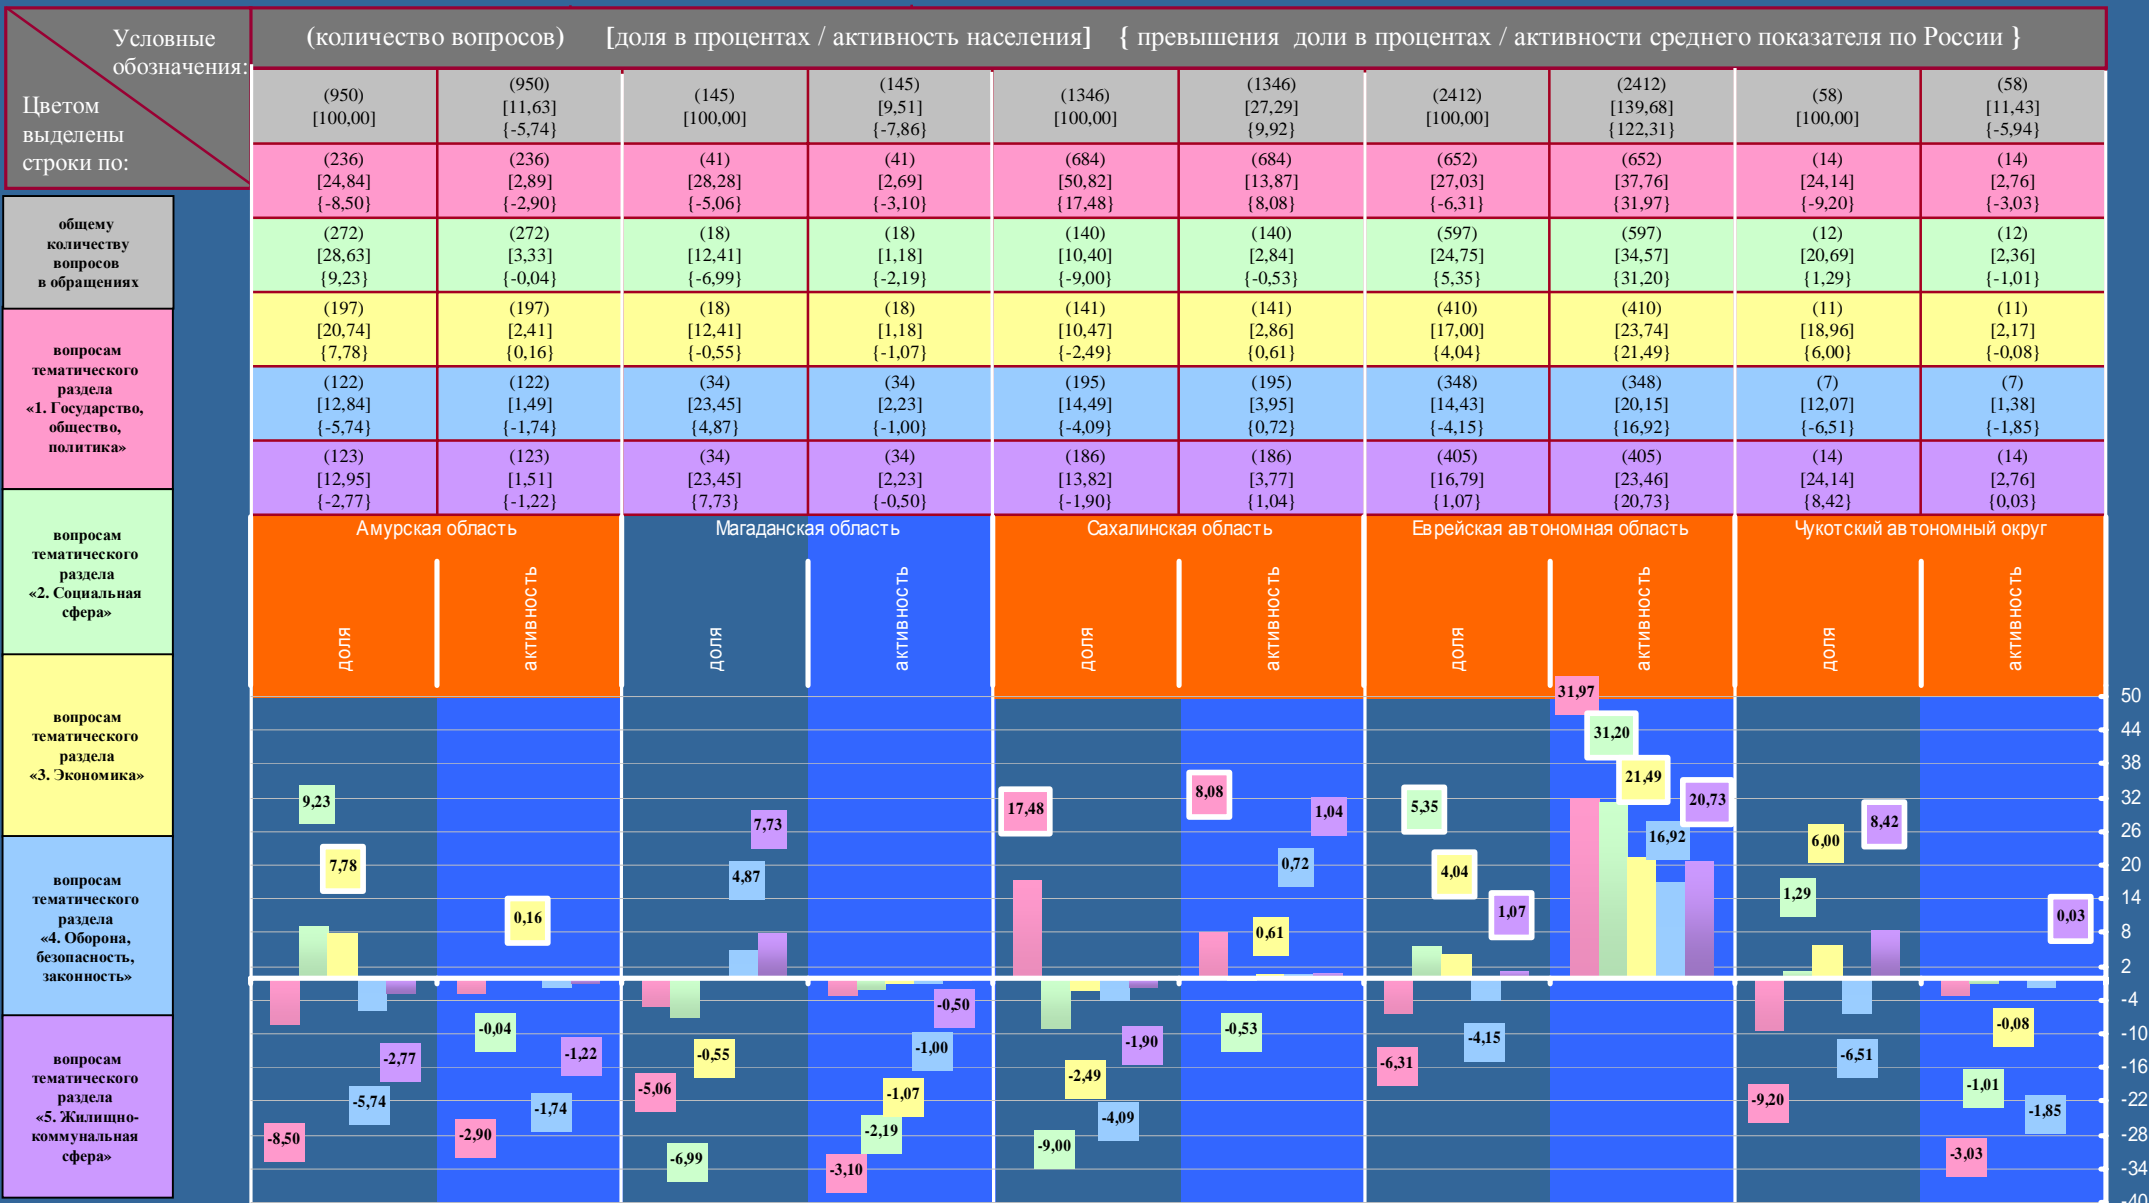 Условные
обозначения:
Цветом
выделены
строки по:
(количество вопросов) [доля в процентах / активность населения] { превышения доли в процентах / активности среднего показателя по России }
(950) (950) (145) (145) (1346) (1346) (2412) (2412) (58) (58)
[100,00] [11,63] [100,00] [9,51] [100,00] [27,29] [100,00] [139,68] [100,00] [11,43]
{-5,74} {-7,86} {9,92} {122,31} {-5,94}
(236) (236) (41) (41) (684) (684) (652) (652) (14) (14)
[24,84] [2,89] [28,28] [2,69] [50,82] [13,87] [27,03] [37,76] [24,14] [2,76]
{-8,50} {-2,90} {-5,06} {-3,10} {17,48} {8,08} {-6,31} {31,97} {-9,20} {-3,03}
(272) (272) (18) (18) (140) (140) (597) (597) (12) (12)
[28,63] [3,33] [12,41] [1,18] [10,40] [2,84] [24,75] [34,57] [20,69] [2,36]
{9,23} {-0,04} {-6,99} {-2,19} {-9,00} {-0,53} {5,35} {31,20} {1,29} {-1,01}
(197) (197) (18) (18) (141) (141) (410) (410) (11) (11)
[20,74] [2,41] [12,41] [1,18] [10,47] [2,86] [17,00] [23,74] [18,96] [2,17]
{7,78} {0,16} {-0,55} {-1,07} {-2,49} {0,61} {4,04} {21,49} {6,00} {-0,08}
(122) (122) (34) (34) (195) (195) (348) (348) (7) (7)
[12,84] [1,49] [23,45] [2,23] [14,49] [3,95] [14,43] [20,15] [12,07] [1,38]
{-5,74} {-1,74} {4,87} {-1,00} {-4,09} {0,72} {-4,15} {16,92} {-6,51} {-1,85}
(123) (123) (34) (34) (186) (186) (405) (405) (14) (14)
[12,95] [1,51] [23,45] [2,23] [13,82] [3,77] [16,79] [23,46] [24,14] [2,76]
{-2,77} {-1,22} {7,73} {-0,50} {-1,90} {1,04} {1,07} {20,73} {8,42} {0,03}
общему
количеству
вопросов
в обращениях
вопросам
тематического
раздела
«1. Государство,
общество,
политика»
вопросам
тематического
раздела
«2. Социальная
сфера»
вопросам
тематического
раздела
«3. Экономика»
вопросам
тематического
раздела
«4. Оборона,
безопасность,
законность»
вопросам
тематического
раздела
«5. Жилищно-
коммунальная
сфера»
Амурская область Магаданская область Сахалинская область Еврейская автономная область Чукотский автономный округ
доля активность доля активность доля активность доля активность доля активность
9,23
7,78
-8,50
-5,74
-2,77
0,16
-0,04
-1,22
-2,90
-1,74
7,73
4,87
-0,55
-5,06
-6,99
-0,50
-1,00
-1,07
-2,19
-3,10
17,48
-1,90
-2,49
-4,09
-9,00
8,08
1,04
0,72
0,61
-0,53
5,35
4,04
1,07
-4,15
-6,31
31,97
31,20
21,49
20,73
16,92
8,42
6,00
1,29
-6,51
-9,20
0,03
-0,08
-1,01
-1,85
-3,03
50
44
38
32
26
20
14
8
2
-4
-10
-16
-22
-28
-34
-40